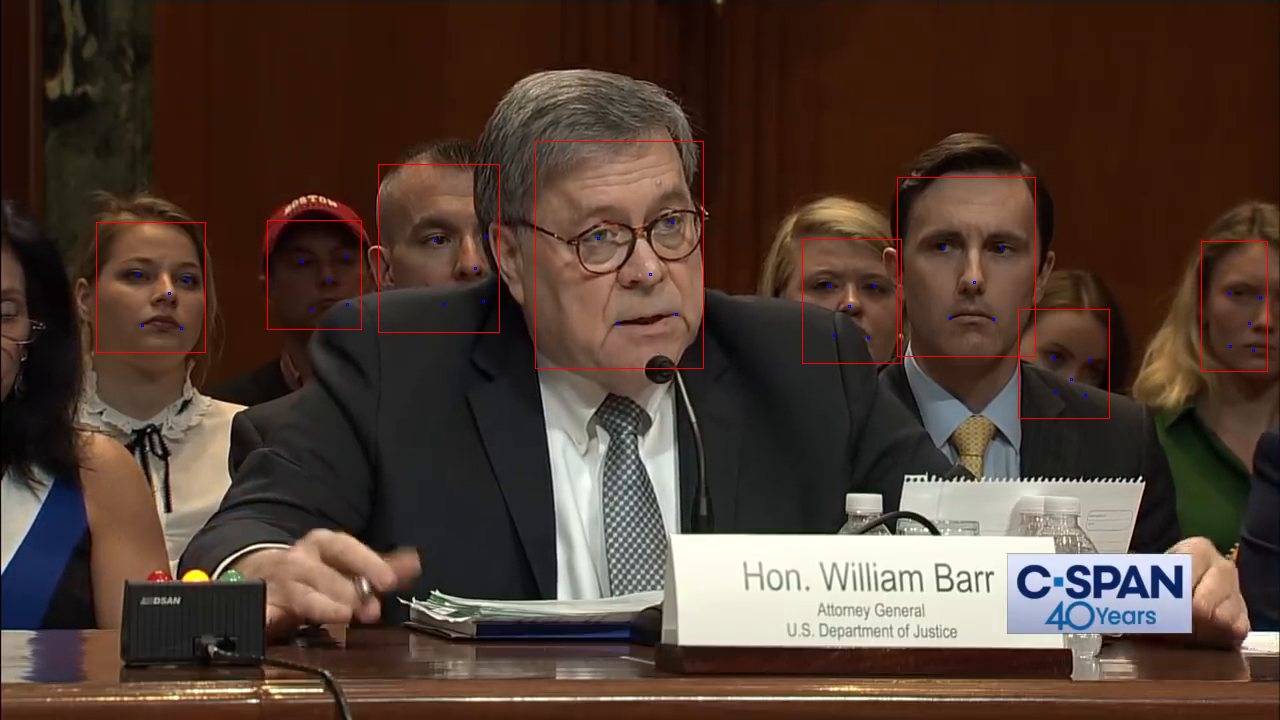 BOSTON
Hon. William Barr
Attorney General
U.S. Department of Justice
C-SPAN
40 Years
DSAN